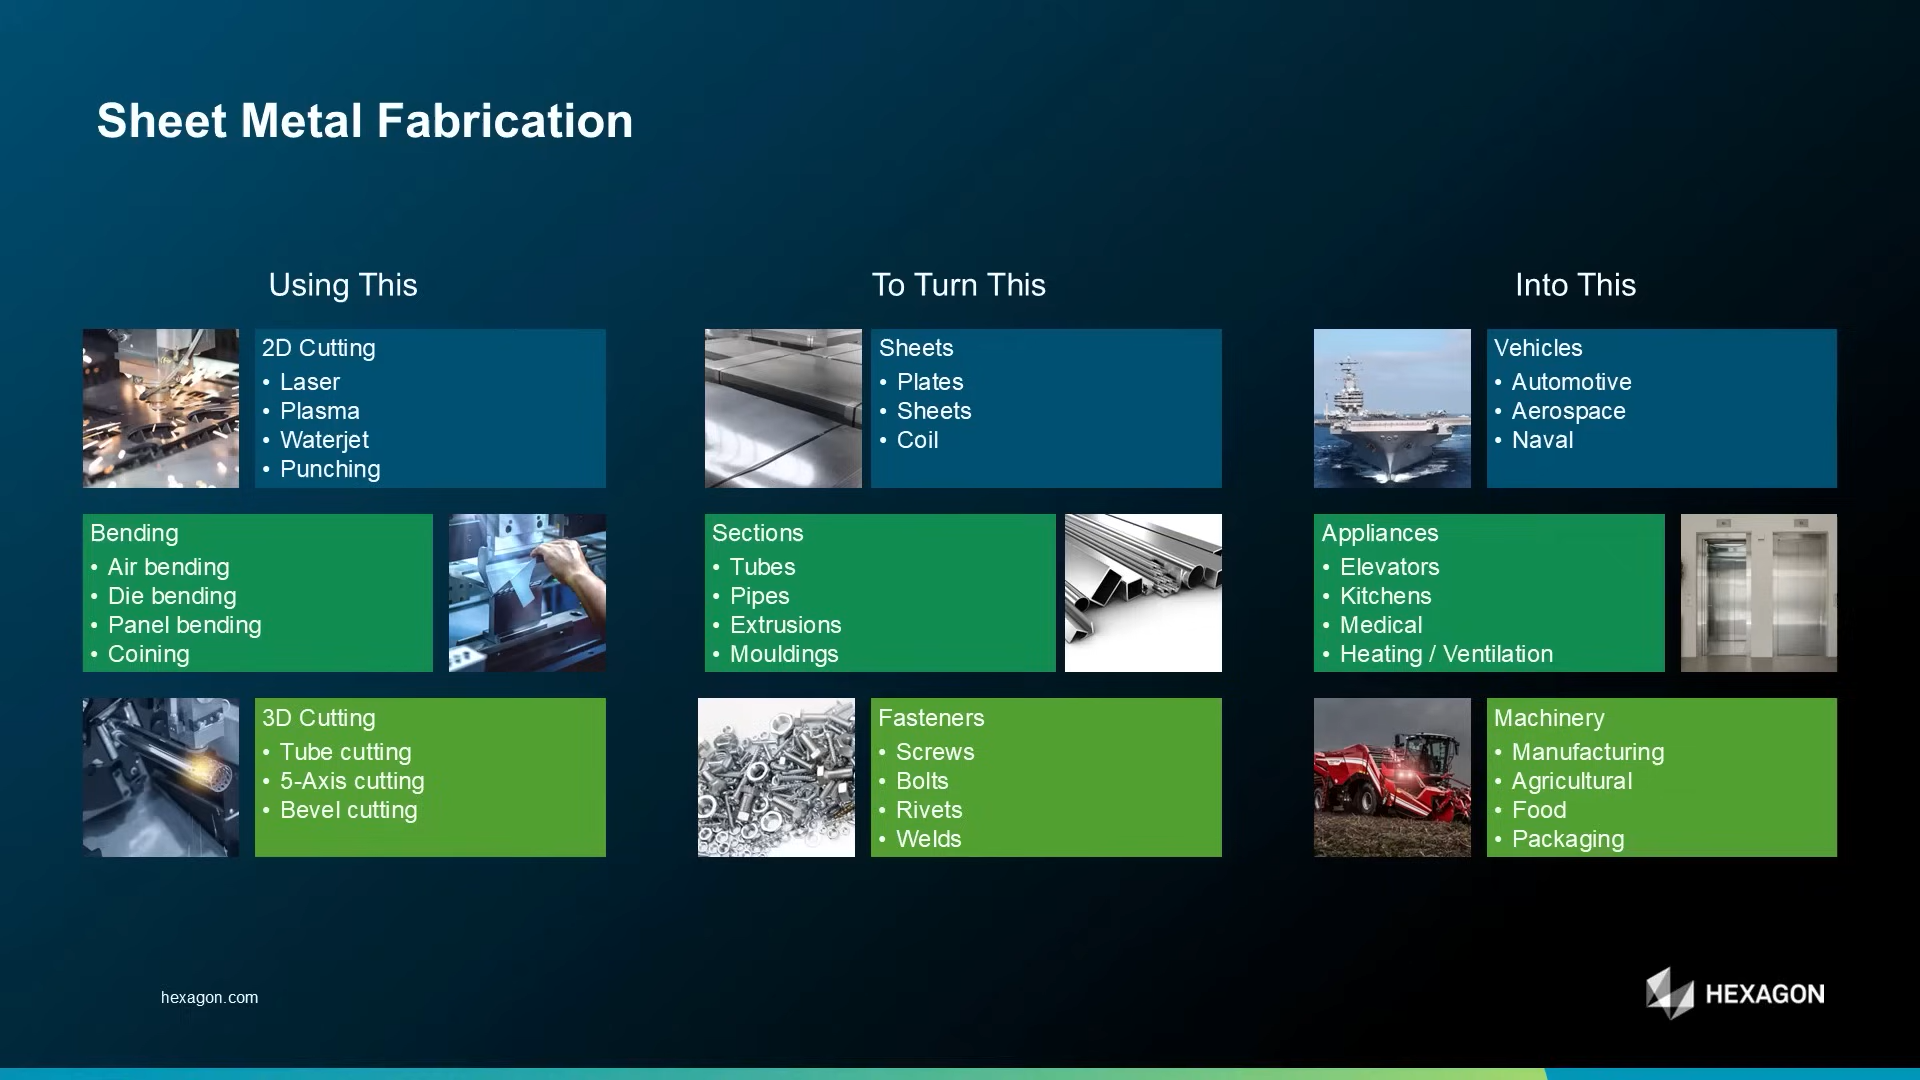 Sheet Metal Fabrication
Using This
2D Cutting
• Laser
• Plasma
• Waterjet
• Punching
Bending
• Air bending
• Die bending
• Panel bending
• Coining
3D Cutting
• Tube cutting
• 5-Axis cutting
• Bevel cutting
To Turn This
Sheets
• Plates
• Sheets
• Coil
Sections
• Tubes
• Pipes
• Extrusions
• Mouldings
Fasteners
• Screws
• Bolts
• Rivets
• Welds
Into This
Vehicles
• Automotive
• Aerospace
• Naval
Appliances
• Elevators
• Kitchens
• Medical
• Heating / Ventilation
Machinery
• Manufacturing
• Agricultural
• Food
• Packaging
hexagon.com
HEXAGON